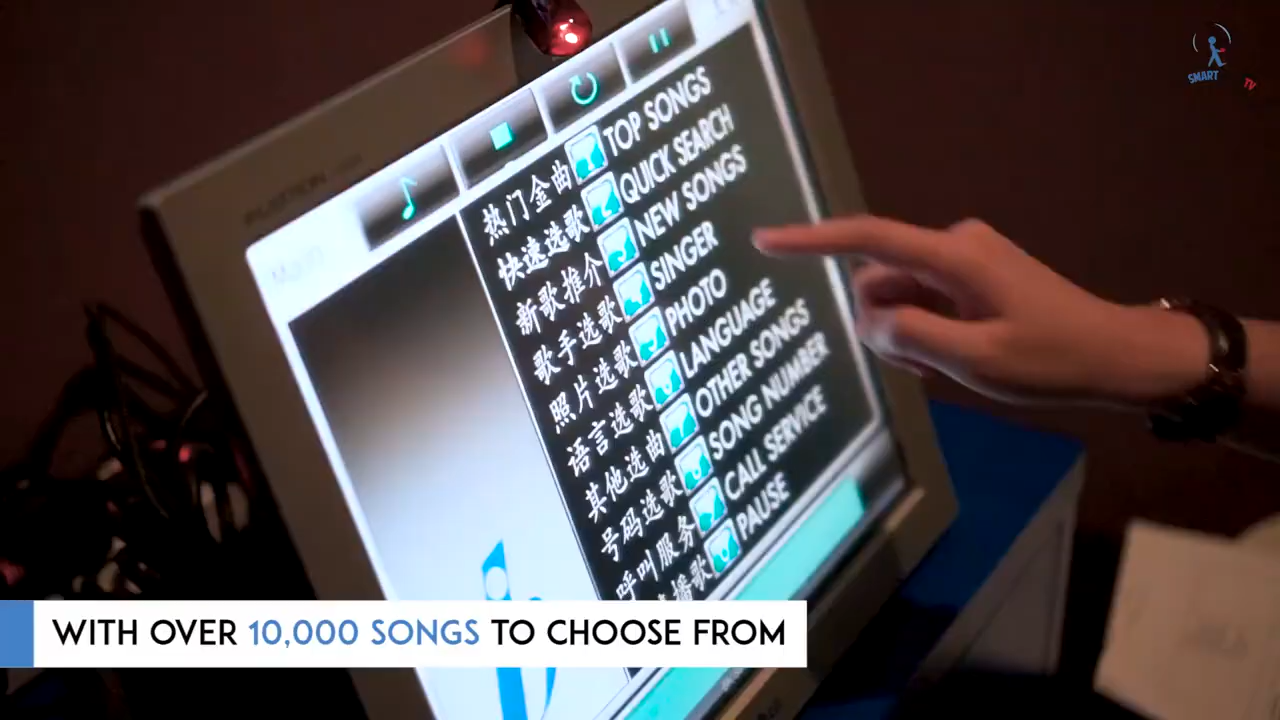 SMART
TV
热门金曲 TOP SONGS
快速选歌 QUICK SEARCH
新歌推介 NEW SONGS
歌手选歌 SINGER
照片选歌 PHOTO
语言选歌 LANGUAGE
其他选曲 OTHER SONGS
号码选歌 SONG NUMBER
呼叫服务 CALL SERVICE
播歌 PAUSE
WITH OVER 10,000 SONGS TO CHOOSE FROM